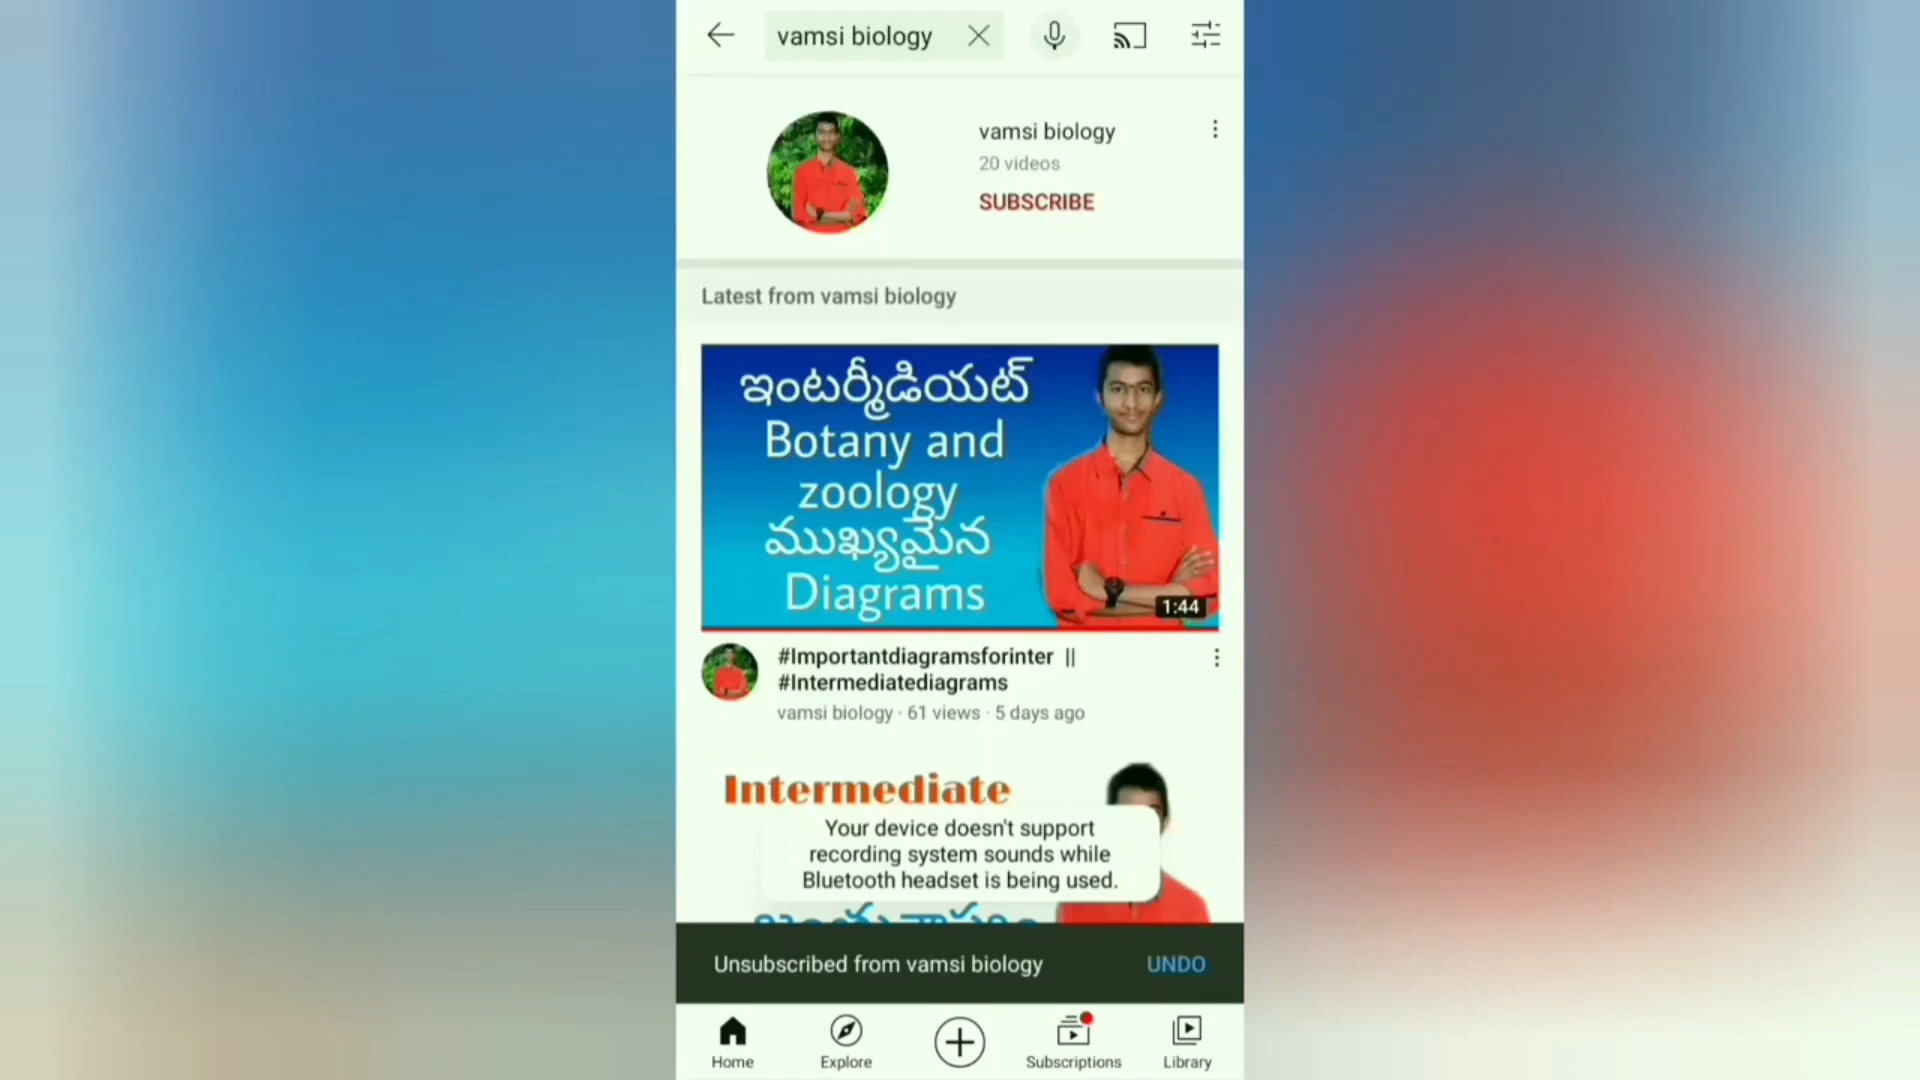 vamsi biology
vamsi biology
20 videos
SUBSCRIBE
Latest from vamsi biology
ఇంటర్మీడియట్
Botany and
zoology
ముఖ్యమైన
Diagrams
1:44
#Importantdiagramsforinter ||
#Intermediatediagrams
vamsi biology · 61 views · 5 days ago
Intermediate
Your device doesn't support
recording system sounds while
Bluetooth headset is being used.
Unsubscribed from vamsi biology UNDO
Home Explore Subscriptions Library